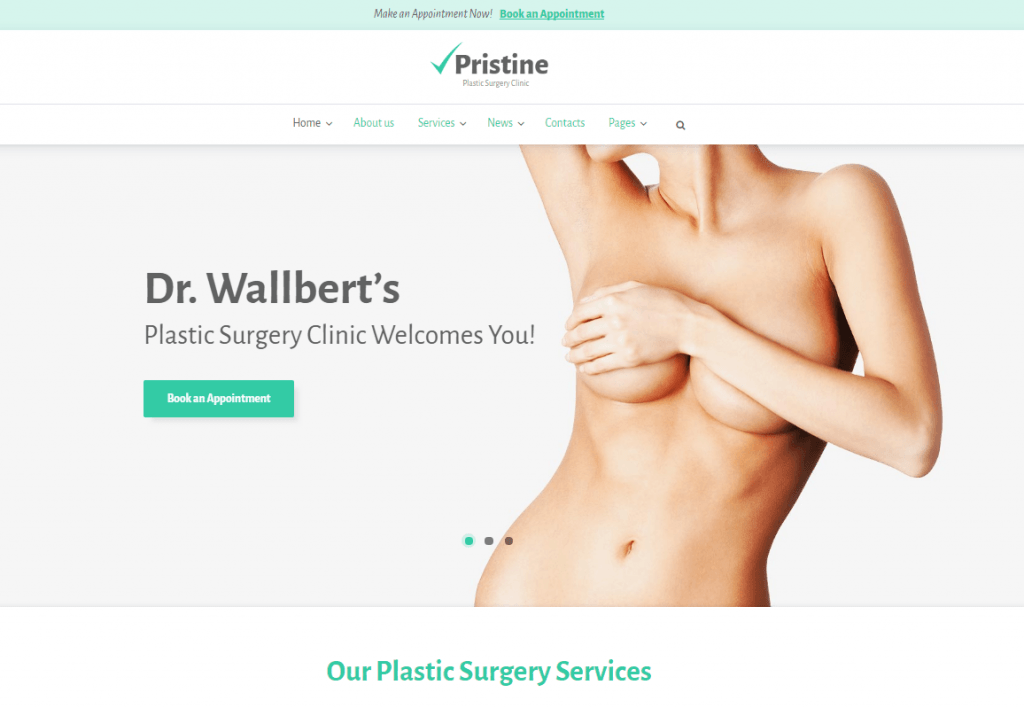 Make an Appointment Now! Book an Appointment
Pristine
Plastic Surgery Clinic
Home About us Services News Contacts Pages
Dr. Wallbert's
Plastic Surgery Clinic Welcomes You!
Book an Appointment
Our Plastic Surgery Services